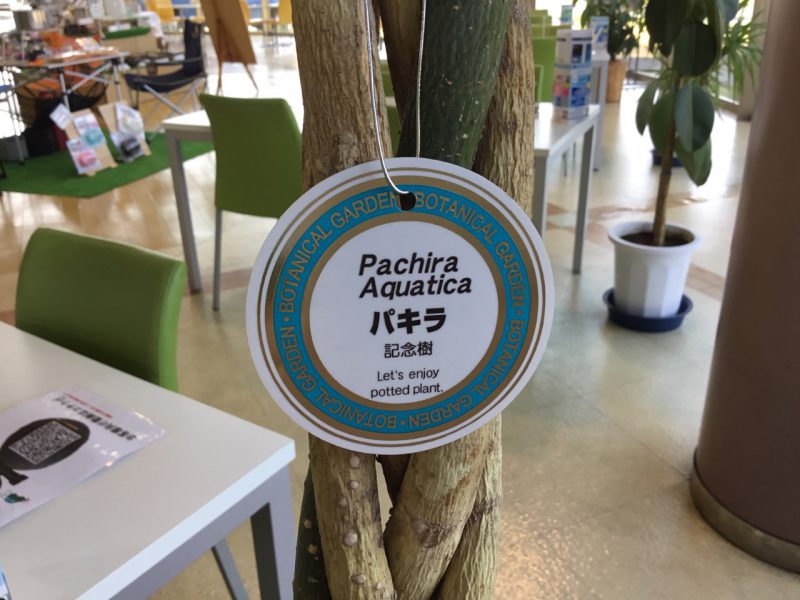 BOTANICAL GARDEN・BOTANICAL GARDEN・BOTANICAL GARDEN・BOTANICAL GARDEN・
Pachira
Aquatica
パキラ
記念樹
Let's enjoy
potted plant.